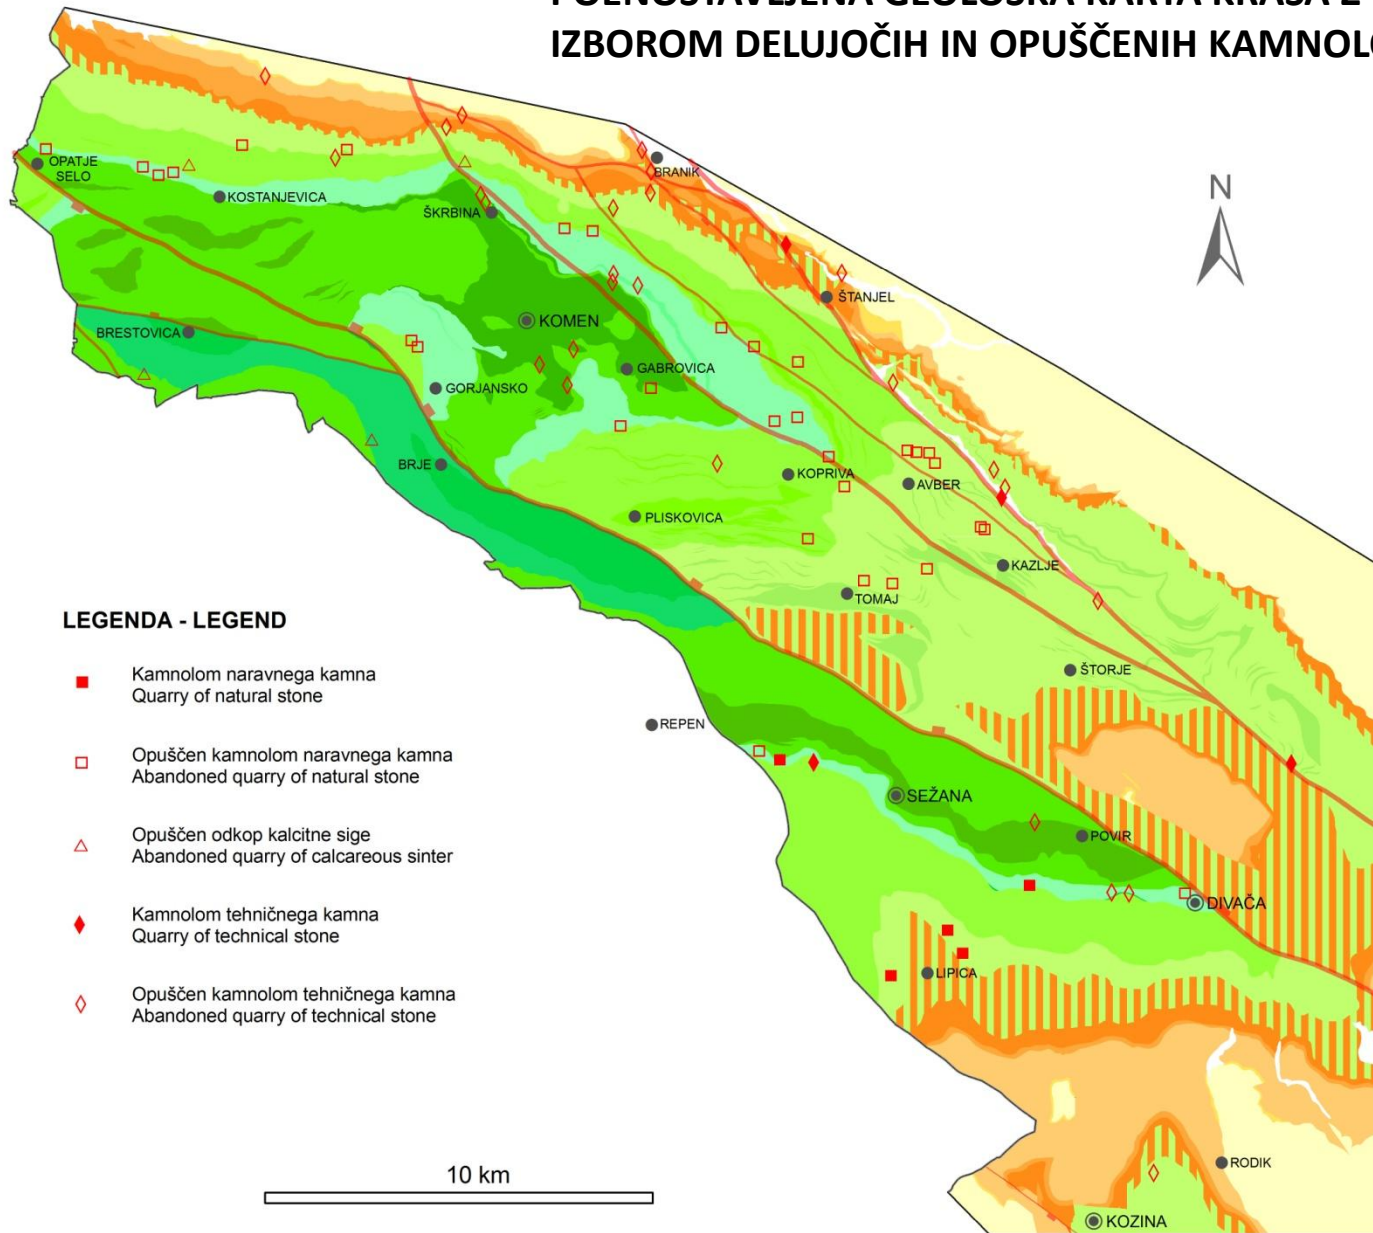 IZBOROM DELUJOČIH IN OPUŠČENIH
OPATJE
SELO
KOSTANJEVICA
ŠKRBINA
BRANIK
N
ŠTANJEL
BRESTOVICA
KOMEN
GABROVICA
GORJANSKO
BRJE
KOPRIVA
AVBER
PLISKOVICA
KAZLJE
TOMAJ
ŠTORJE
REPEN
SEŽANA
POVIR
DIVAČA
LIPICA
RODIK
KOZINA
LEGENDA - LEGEND
Kamnolom naravnega kamna
Quarry of natural stone
Opuščen kamnolom naravnega kamna
Abandoned quarry of natural stone
Opuščen odkop kalcitne sige
Abandoned quarry of calcareous sinter
Kamnolom tehničnega kamna
Quarry of technical stone
Opuščen kamnolom tehničnega kamna
Abandoned quarry of technical stone
10 km